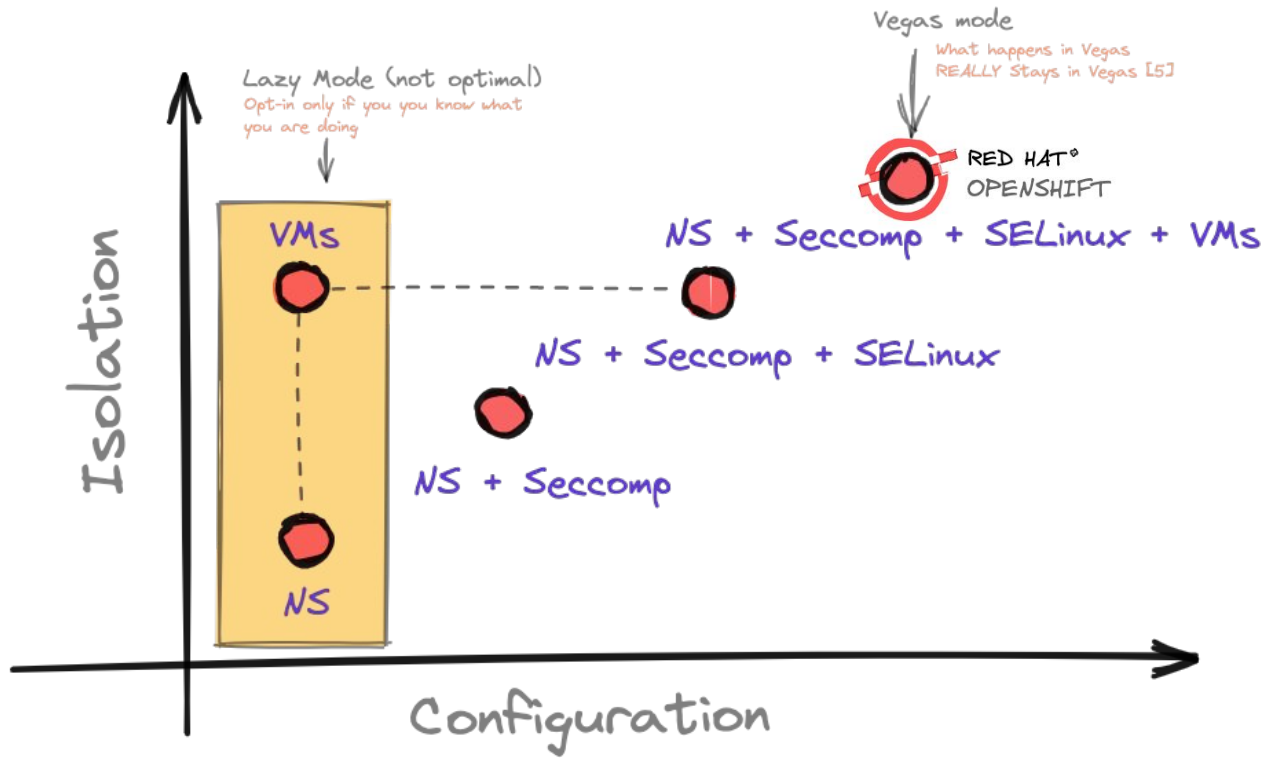 Vegas mode
What happens in Vegas
REALLY Stays in Vegas [5]
Lazy Mode (not optimal)
Opt-in only if you you know what
you are doing
RED HAT®
OPENSHIFT
VMs
NS + Seccomp + SELinux + VMs
NS + Seccomp + SELinux
NS + Seccomp
NS
Isolation
Configuration